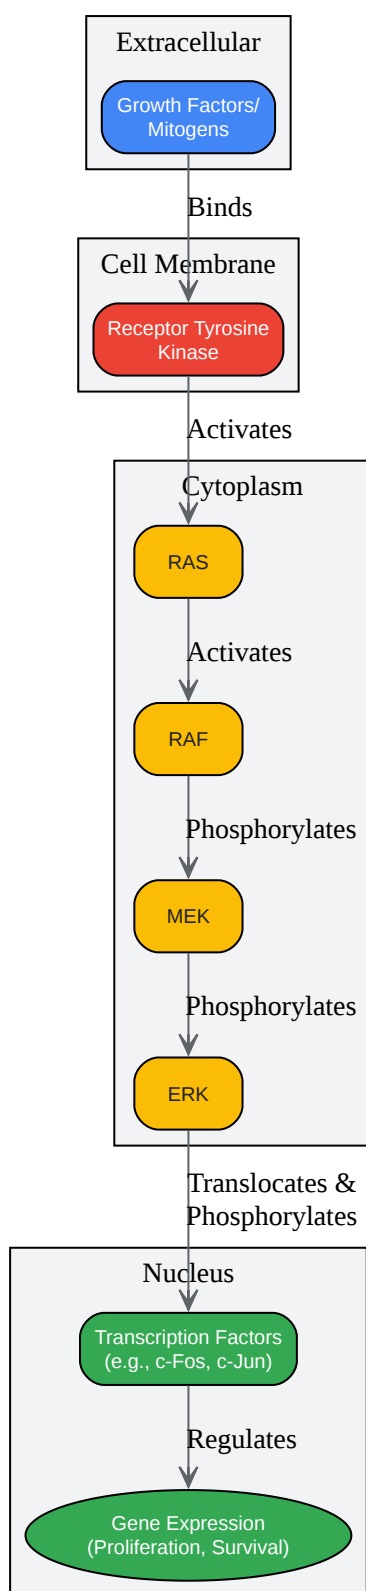 Extracellular
Growth Factors/
Mitogens
Binds
Cell Membrane
Receptor Tyrosine
Kinase
Activates
Cytoplasm
RAS
Activates
RAF
Phosphorylates
MEK
Phosphorylates
ERK
Translocates &
Phosphorylates
Nucleus
Transcription Factors
(e.g., c-Fos, c-Jun)
Regulates
Gene Expression
(Proliferation, Survival)